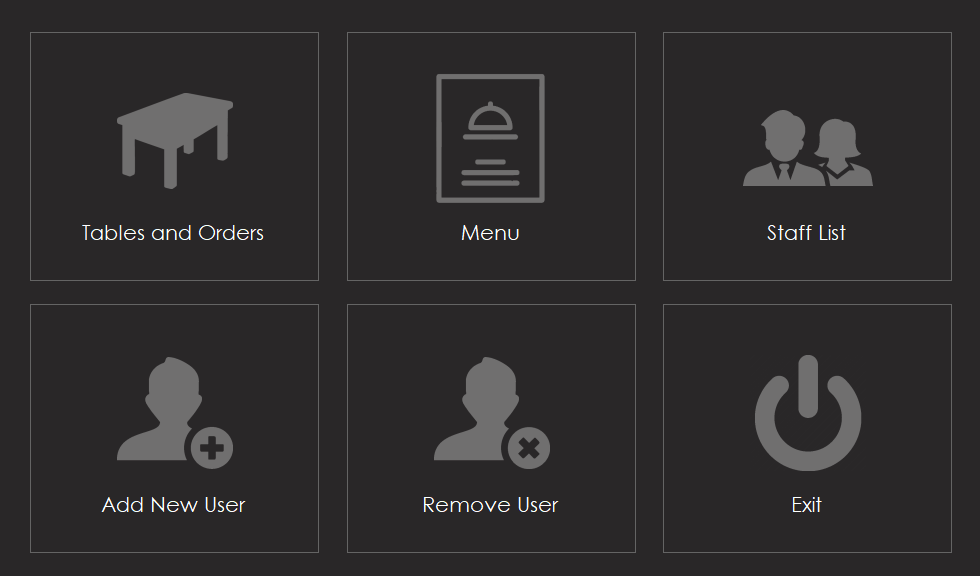 Tables and Orders
Menu
Staff List
Add New User
Remove User
Exit